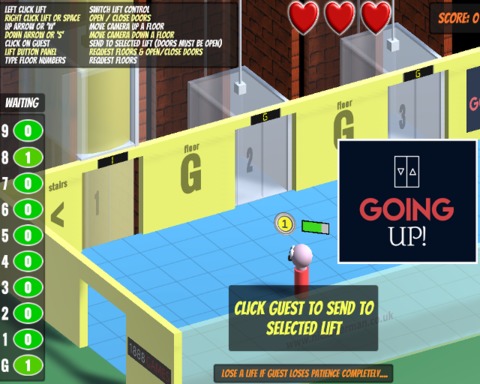 LEFT CLICK LIFT SWITCH LIFT CONTROL
RIGHT CLICK LIFT OR SPACE OPEN / CLOSE DOORS
UP ARROW OR 'W' MOVE CAMERA UP A FLOOR
DOWN ARROW OR 'S' MOVE CAMERA DOWN A FLOOR
CLICK ON GUEST SEND TO SELECTED LIFT (DOORS MUST BE OPEN)
LIFT BUTTON PANEL REQUEST FLOORS & OPEN/CLOSE DOORS
TYPE FLOOR NUMBERS REQUEST FLOORS
SCORE: 0
WAITING
9 0
8 1
7 0
6 0
5 0
4 0
3 0
2 0
1 0
G 1
stairs
<
1
1
floor
G
G
2
floor
G
G
3
GOING
UP!
1
CLICK GUEST TO SEND TO
SELECTED LIFT
LOSE A LIFE IF GUEST LOSES PATIENCE COMPLETELY....